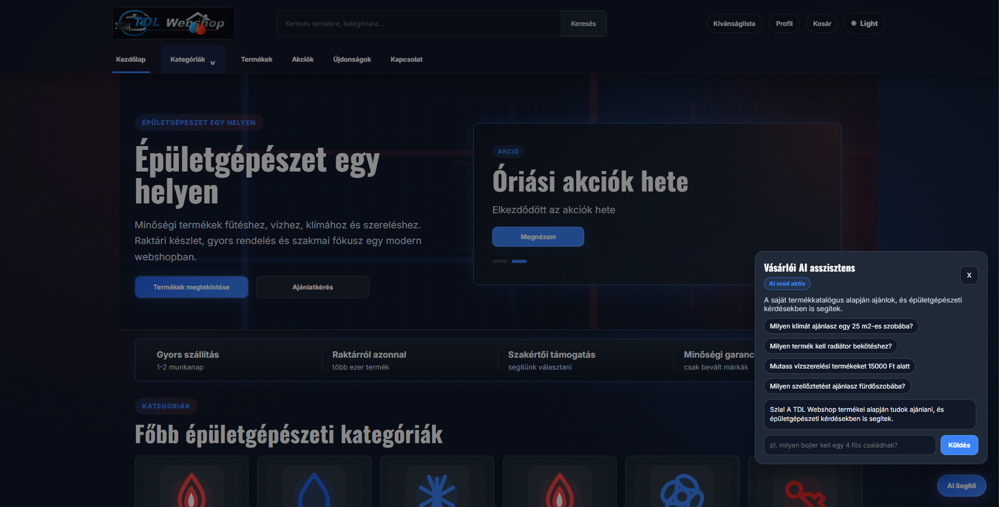 TDL Webshop
Keresés termékre, kategóriára...
Keresés
Kívánságlista
Profil
Kosár
Light
Kezdőlap
Kategóriák v
Termékek
Akciók
Újdonságok
Kapcsolat
ÉPÜLETGÉPÉSZET EGY HELYEN
Épületgépészet egy
helyen
Minőségi termékek fűtéshez, vízhez, klímához és szereléshez.
Raktári készlet, gyors rendelés és szakmai fókusz egy modern
webshopban.
Termékek megtekintése
Ajánlatkérés
AKCIÓ
Óriási akciók hete
Elkezdődött az akciók hete
Megnézem
Gyors szállítás
1-2 munkanap
Raktárról azonnal
több ezer termék
Szakértői támogatás
segítünk választani
Minőségi garanc
csak bevált márkák
KATEGÓRIÁK
Főbb épületgépészeti kategóriák
Vásárlói AI asszisztens
AI mód aktív
X
A saját termékkatalógus alapján ajánlok, és épületgépészeti
kérdésekben is segítek.
Milyen klímát ajánlasz egy 25 m2-es szobába?
Milyen termék kell radiátor bekötéshez?
Mutass vízszerelési termékeket 15000 Ft alatt
Milyen szellőztetést ajánlasz fürdőszobába?
Szia! A TDL Webshop termékei alapján tudok ajánlani, és
épületgépészeti kérdésekben is segítek.
pl. milyen bojler kell egy 4 fős családnak?
Küldés
AI Segítő